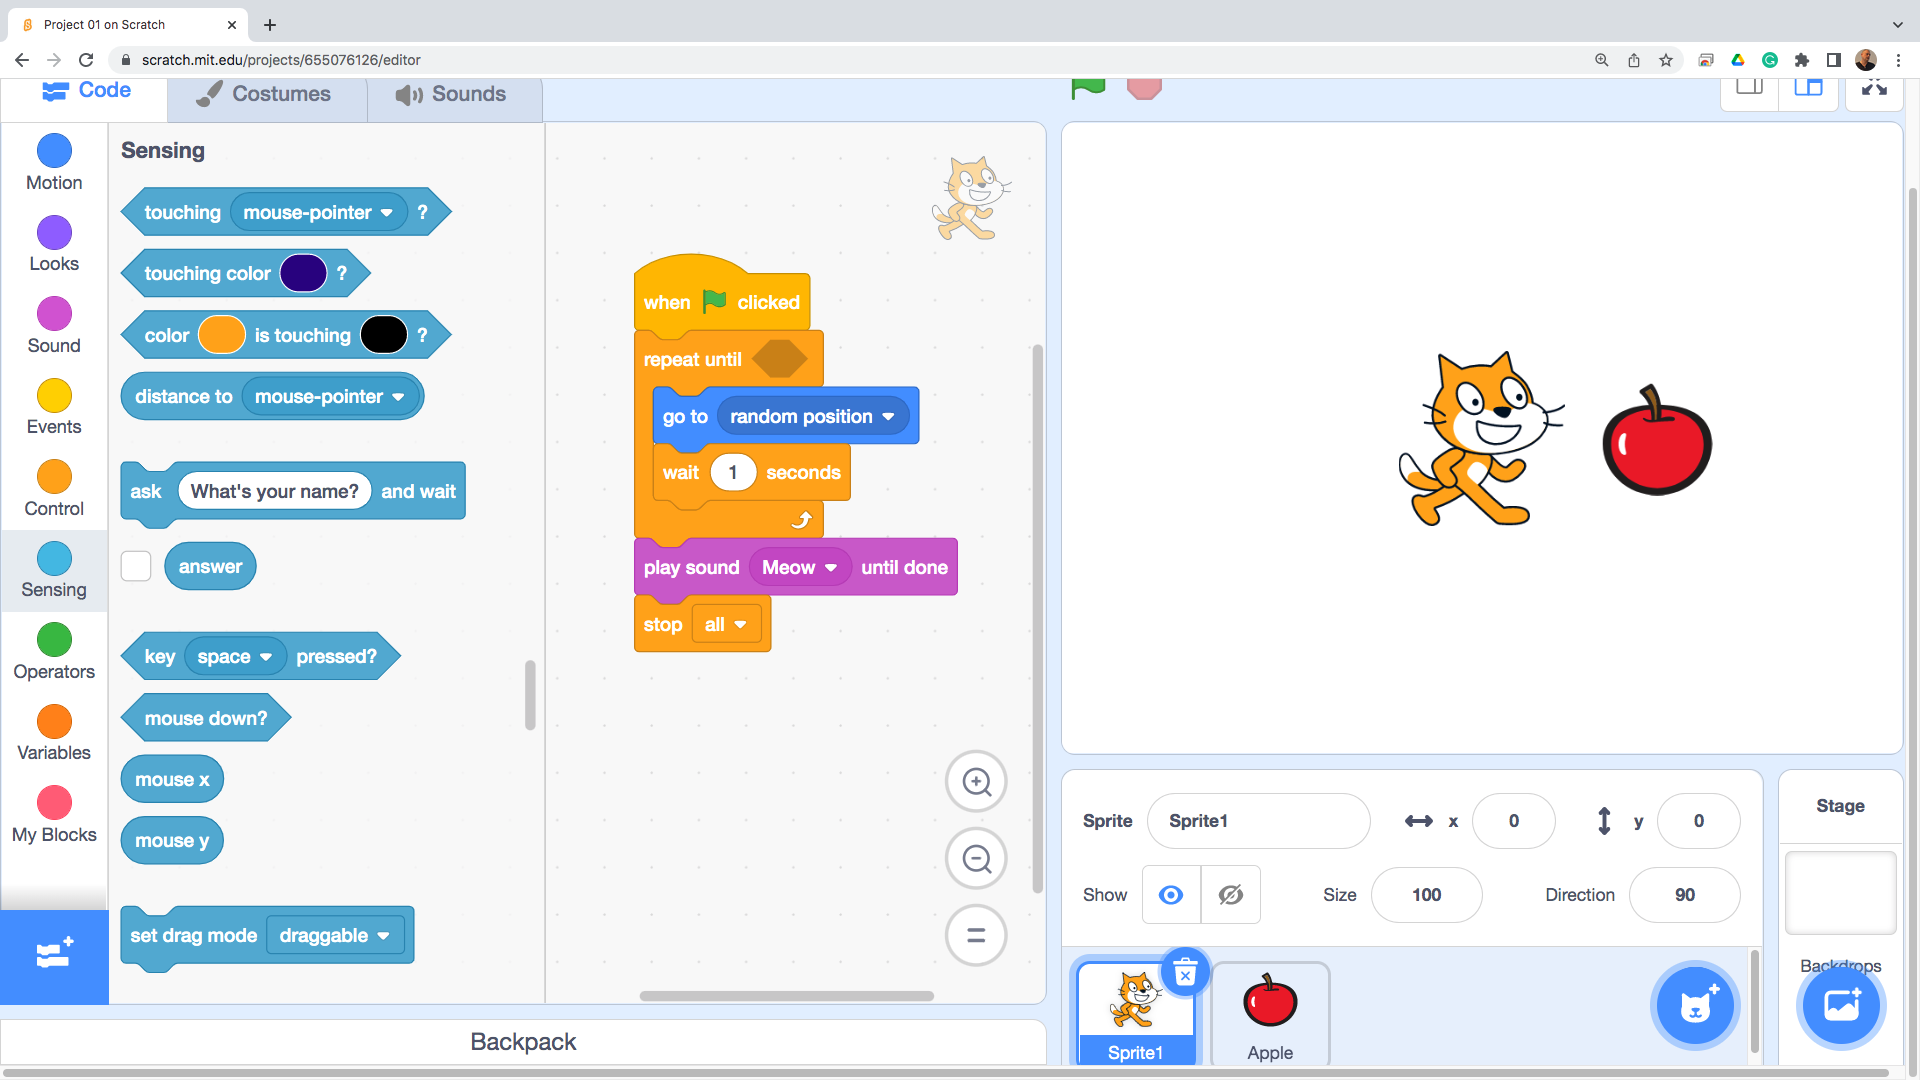 Project 01 on Scratch
scratch.mit.edu/projects/655076126/editor
Code
Costumes
Sounds
Motion
Looks
Sound
Events
Control
Sensing
Operators
Variables
My Blocks
Sensing
touching mouse-pointer ?
touching color ?
color is touching ?
distance to mouse-pointer
ask What's your name? and wait
answer
key space pressed?
mouse down?
mouse x
mouse y
set drag mode draggable
when clicked
repeat until
go to random position
wait 1 seconds
play sound Meow until done
stop all
Backpack
Sprite Sprite1 x 0 y 0
Show Size 100 Direction 90
Sprite1
Apple
Stage
Backdrops